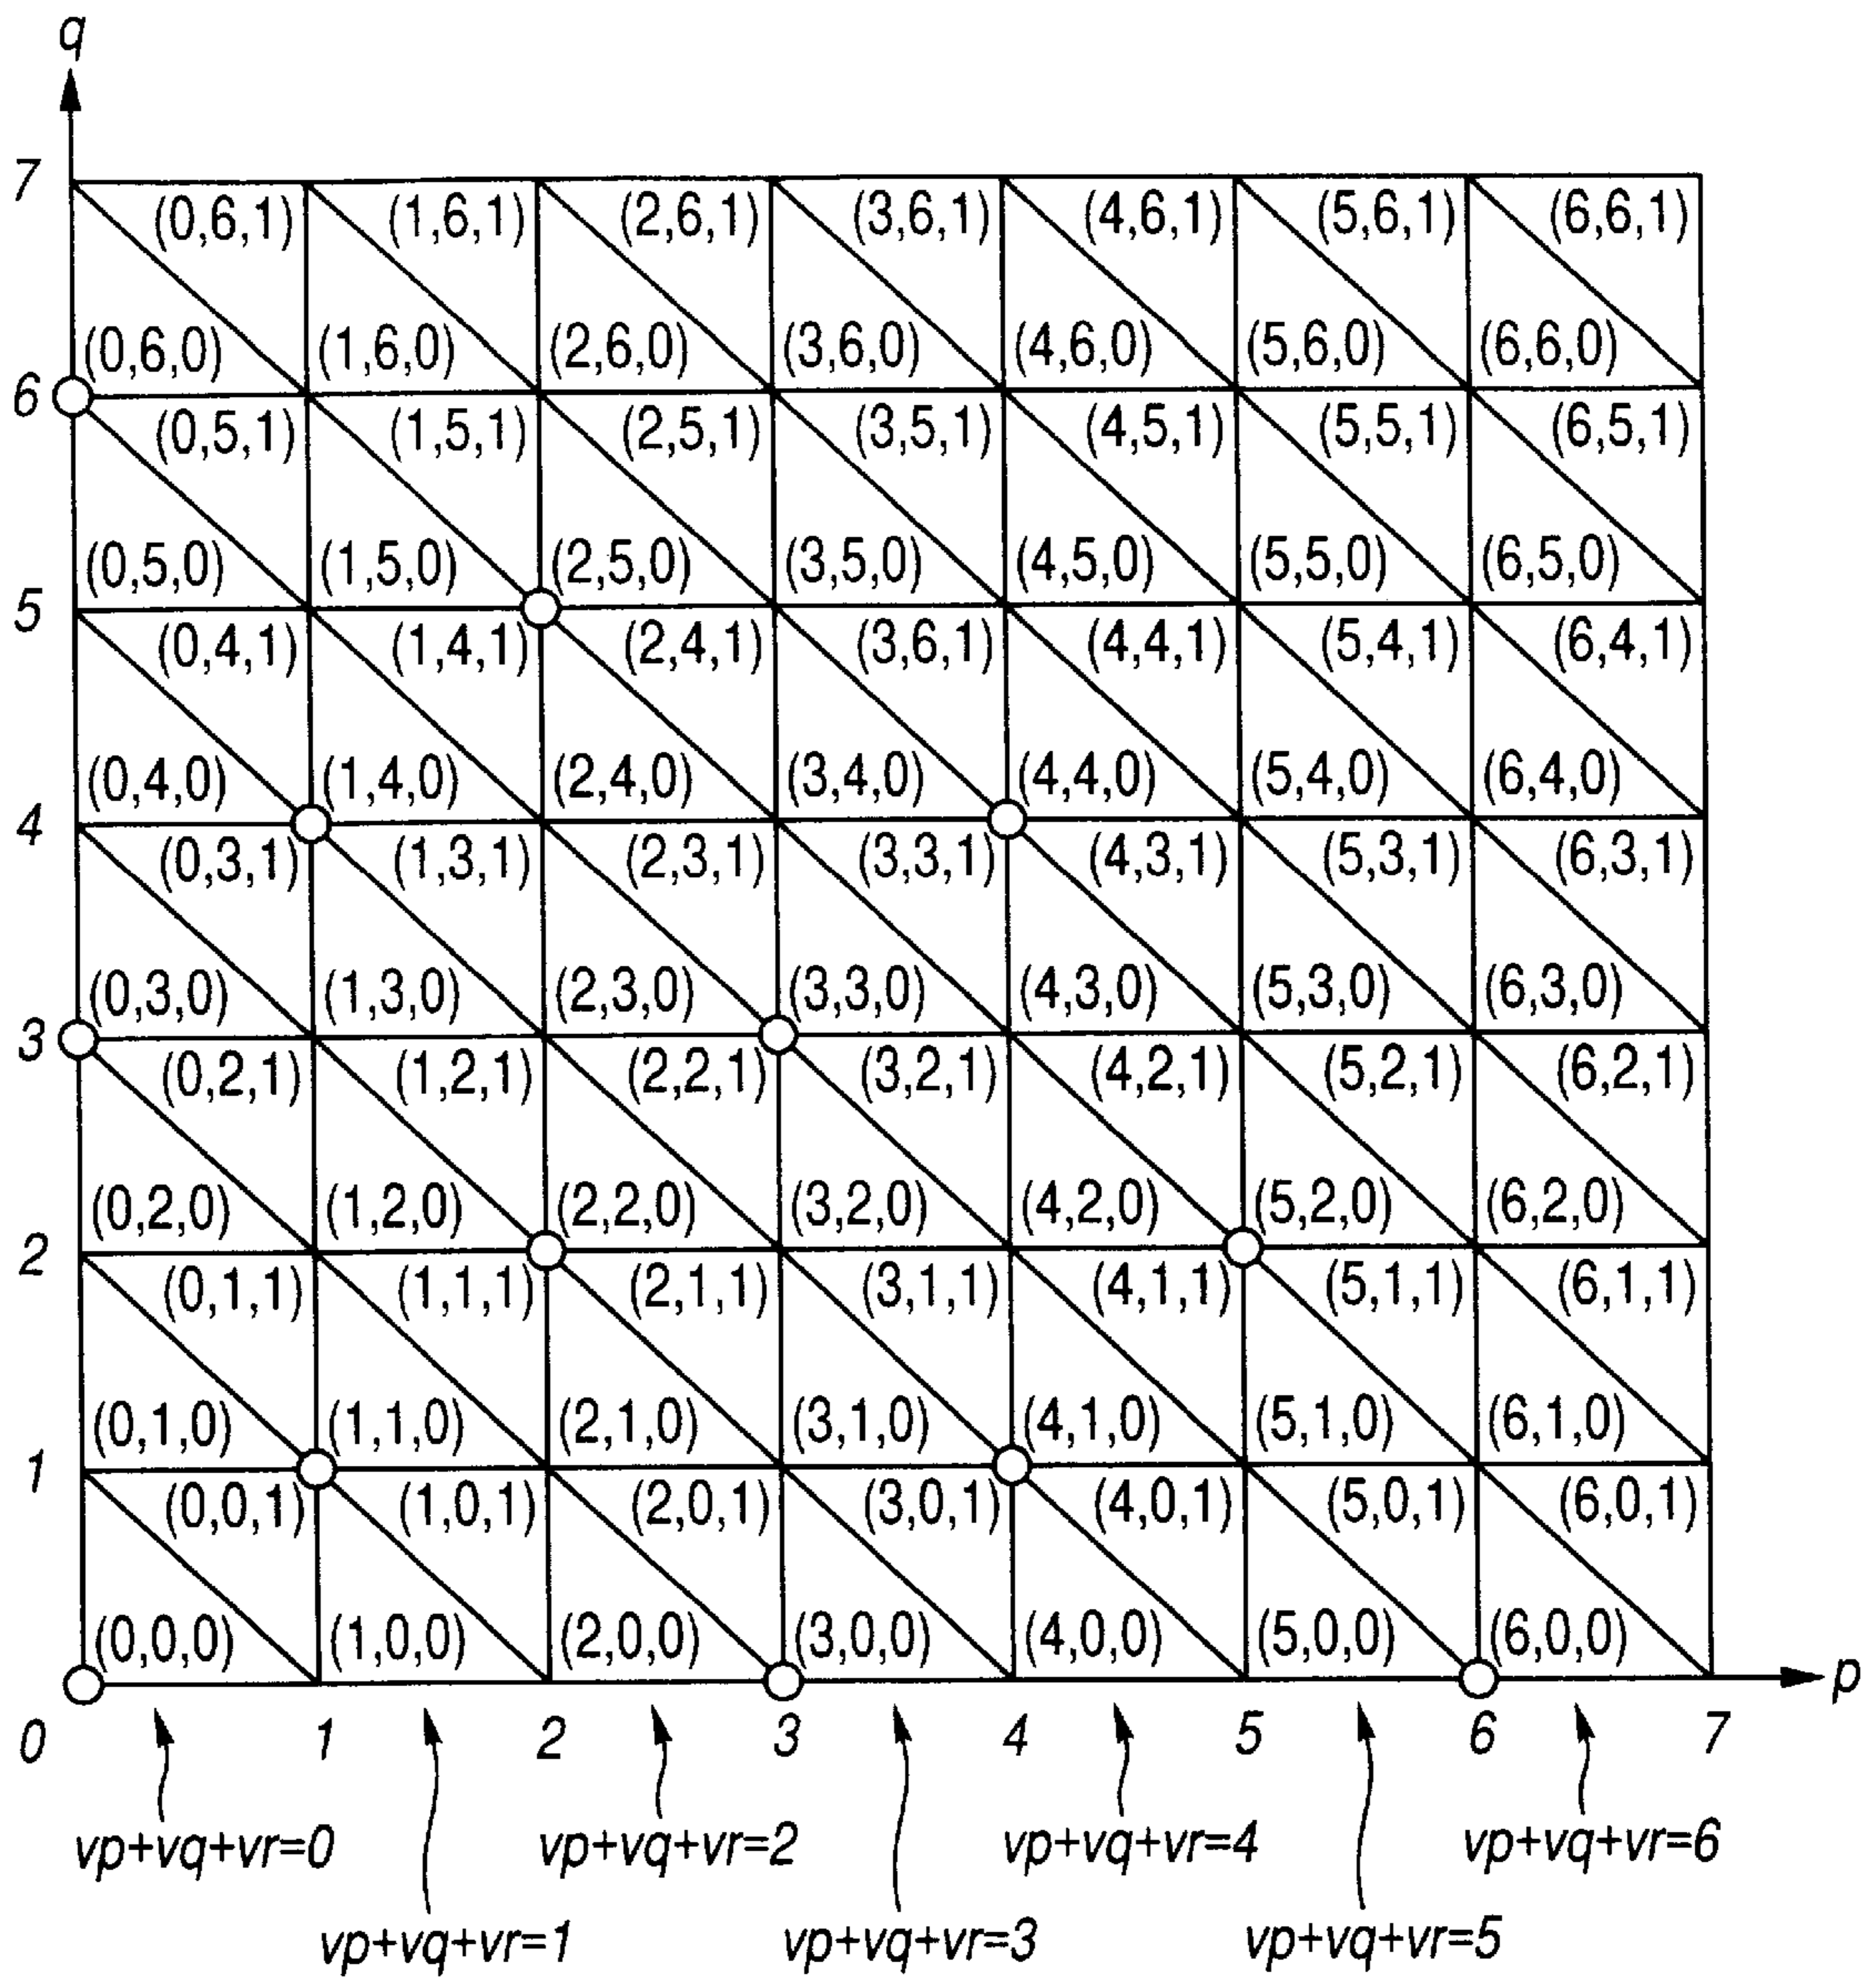 q
7
(0,6,1) (1,6,1) (2,6,1) (3,6,1) (4,6,1) (5,6,1) (6,6,1)
(0,6,0) (1,6,0) (2,6,0) (3,6,0) (4,6,0) (5,6,0) (6,6,0)
6
(0,5,1) (1,5,1) (2,5,1) (3,5,1) (4,5,1) (5,5,1) (6,5,1)
(0,5,0) (1,5,0) (2,5,0) (3,5,0) (4,5,0) (5,5,0) (6,5,0)
5
(0,4,1) (1,4,1) (2,4,1) (3,6,1) (4,4,1) (5,4,1) (6,4,1)
(0,4,0) (1,4,0) (2,4,0) (3,4,0) (4,4,0) (5,4,0) (6,4,0)
4
(0,3,1) (1,3,1) (2,3,1) (3,3,1) (4,3,1) (5,3,1) (6,3,1)
(0,3,0) (1,3,0) (2,3,0) (3,3,0) (4,3,0) (5,3,0) (6,3,0)
3
(0,2,1) (1,2,1) (2,2,1) (3,2,1) (4,2,1) (5,2,1) (6,2,1)
(0,2,0) (1,2,0) (2,2,0) (3,2,0) (4,2,0) (5,2,0) (6,2,0)
2
(0,1,1) (1,1,1) (2,1,1) (3,1,1) (4,1,1) (5,1,1) (6,1,1)
(0,1,0) (1,1,0) (2,1,0) (3,1,0) (4,1,0) (5,1,0) (6,1,0)
1
(0,0,1) (1,0,1) (2,0,1) (3,0,1) (4,0,1) (5,0,1) (6,0,1)
(0,0,0) (1,0,0) (2,0,0) (3,0,0) (4,0,0) (5,0,0) (6,0,0)
p
0 1 2 3 4 5 6 7
vp+vq+vr=0 vp+vq+vr=2 vp+vq+vr=4 vp+vq+vr=6
vp+vq+vr=1 vp+vq+vr=3 vp+vq+vr=5